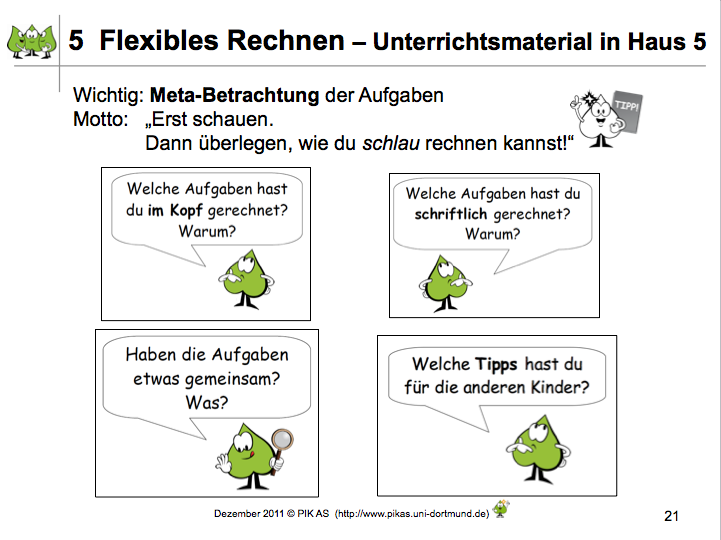 5 Flexibles Rechnen – Unterrichtsmaterial in Haus 5
Wichtig: Meta-Betrachtung der Aufgaben
Motto: „Erst schauen.
Dann überlegen, wie du schlau rechnen kannst!“
TIPP!
Welche Aufgaben hast
du im Kopf gerechnet?
Warum?
Welche Aufgaben hast du
schriftlich gerechnet?
Warum?
Haben die Aufgaben
etwas gemeinsam?
Was?
Welche Tipps hast du
für die anderen Kinder?
Dezember 2011 © PIK AS (http://www.pikas.uni-dortmund.de)
21